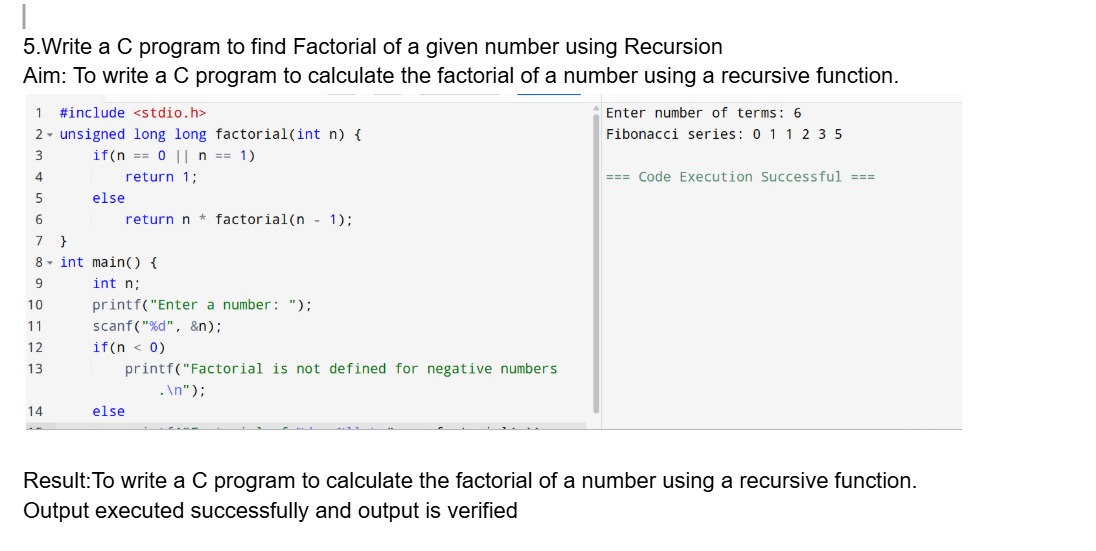 5.Write a C program to find Factorial of a given number using Recursion
Aim: To write a C program to calculate the factorial of a number using a recursive function.
1 #include <stdio.h>
2 unsigned long long factorial(int n) {
3 if(n == 0 || n == 1)
4 return 1;
5 else
6 return n * factorial(n - 1);
7 }
8 int main() {
9 int n;
10 printf("Enter a number: ");
11 scanf("%d", &n);
12 if(n < 0)
13 printf("Factorial is not defined for negative numbers
.\n");
14 else
Enter number of terms: 6
Fibonacci series: 0 1 1 2 3 5
=== Code Execution Successful ===
Result:To write a C program to calculate the factorial of a number using a recursive function.
Output executed successfully and output is verified